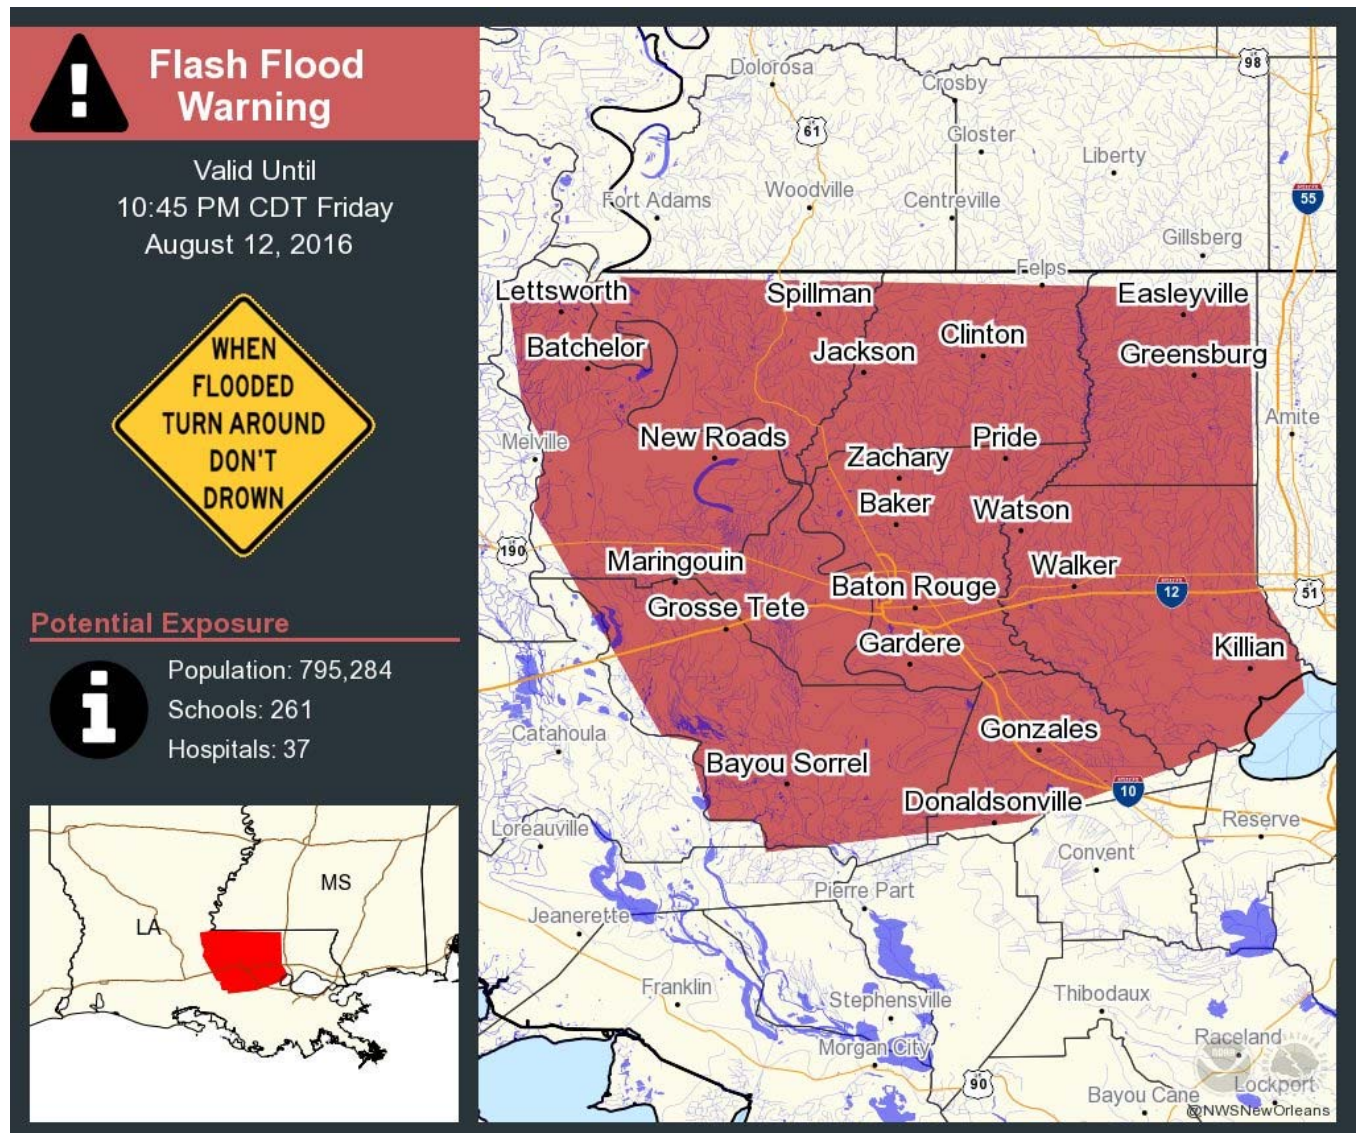 Flash Flood
Warning
Valid Until
10:45 PM CDT Friday
August 12, 2016
WHEN
FLOODED
TURN AROUND
DON'T
DROWN
Potential Exposure
Population: 795,284
Schools: 261
Hospitals: 37
MS
LA
Dolorosa
98
Crosby
61
Gloster
Liberty
Fort Adams
Woodville
Centreville
55
Gillsberg
Felps
Lettsworth
Spillman
Easleyville
Clinton
Batchelor
Jackson
Greensburg
Amite
Melville
New Roads
Pride
Zachary
Baker
Watson
190
Maringouin
Walker
Baton Rouge
12
51
Grosse Tete
Gardere
Killian
Catahoula
Gonzales
Bayou Sorrel
10
Donaldsonville
Loreauville
Reserve
Convent
Pierre Part
Jeanerette
Franklin
Stephensville
Thibodaux
Raceland
Morgan City
90
Lockport
Bayou Cane
@NWSNewOrleans